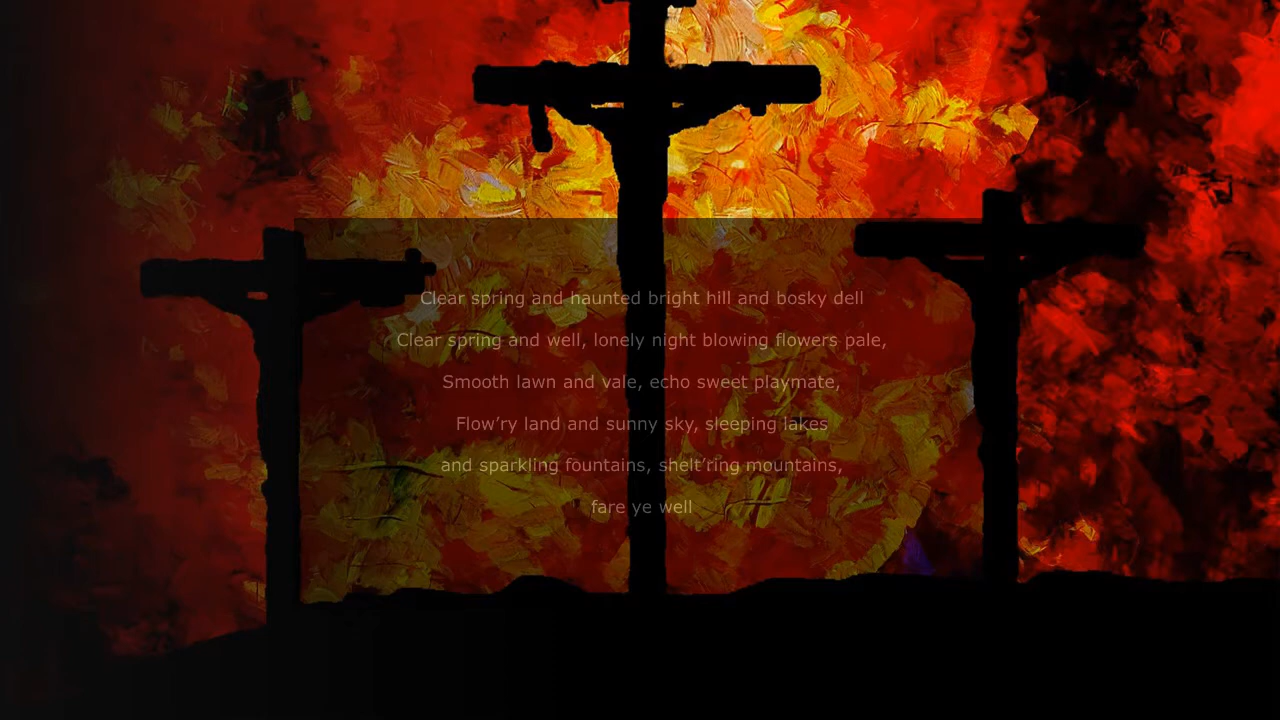 Clear spring and haunted bright hill and bosky dell
Clear spring and well, lonely night blowing flowers pale,
Smooth lawn and vale, echo sweet playmate,
Flow’ry land and sunny sky, sleeping lakes
and sparkling fountains, shelt’ring mountains,
fare ye well